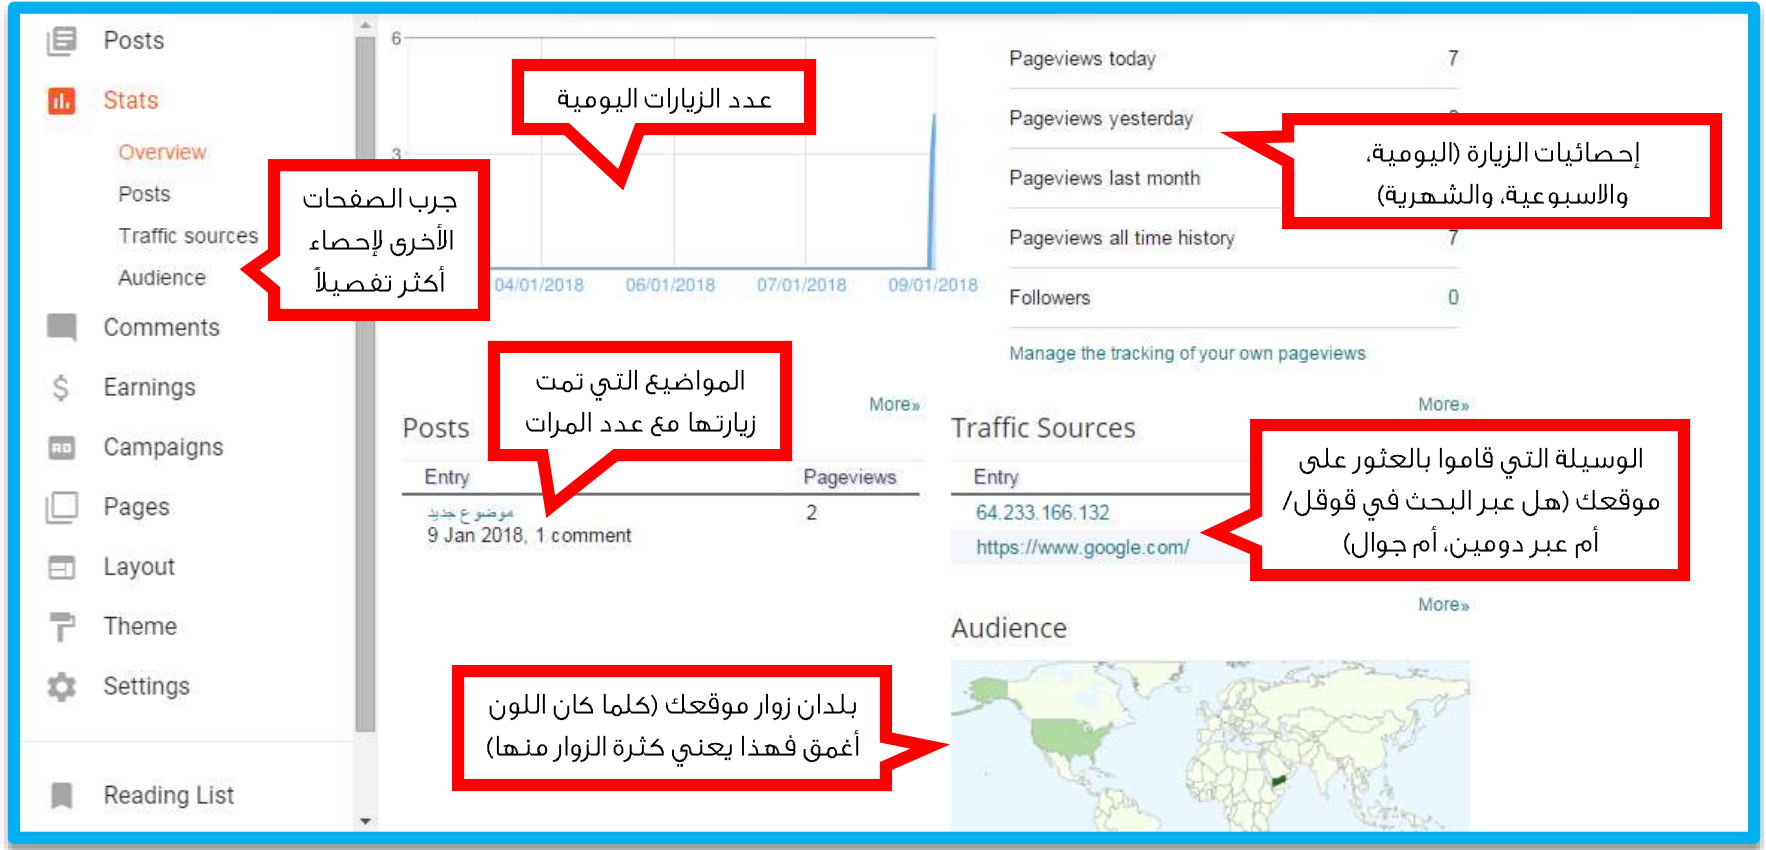 Posts
Stats
Overview
Posts
Traffic sources
Audience
Comments
Earnings
Campaigns
Pages
Layout
Theme
Settings
Reading List
جرب الصفحات
الأخرى لإحصاء
أكثر تفصيلاً
6
3
عدد الزيارات اليومية
04/01/2018
06/01/2018
07/01/2018
09/01/2018
Pageviews today
7
Pageviews yesterday
Pageviews last month
Pageviews all time history
7
Followers
0
Manage the tracking of your own pageviews
إحصائيات الزيارة (اليومية،
والاسبوعية، والشهرية)
More»
Posts
المواضيع التي تمت
زيارتها مع عدد المرات
Entry
Pageviews
موضوع جديد
2
9 Jan 2018, 1 comment
More»
Traffic Sources
Entry
64.233.166.132
https://www.google.com/
الوسيلة التي قاموا بالعثور على
موقعك (هل عبر البحث في قوقل/
أم عبر دومين، أم جوال)
More»
Audience
بلدان زوار موقعك (كلما كان اللون
أغمق فهذا يعني كثرة الزوار منها)